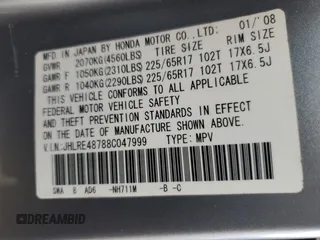 MFD. IN JAPAN BY HONDA MOTOR CO., LTD. 01/'08
GVWR 2070KG(4560LBS) TIRE SIZE RIM SIZE
GAWR F 1050KG(2310LBS) 225/65R17 102T 17X6.5J
GAWR R 1040KG(2290LBS) 225/65R17 102T 17X6.5J
THIS VEHICLE CONFORMS TO ALL APPLICABLE
FEDERAL MOTOR VEHICLE SAFETY
AND THEFT PREVENTION STANDARDS IN EFFECT
ON THE DATE OF MANUFACTURE SHOWN ABOVE.
V.I.N:JHLRE48788C047999 TYPE: MPV
SWA B AD6 -NH711M -B -C
© DREAMBID